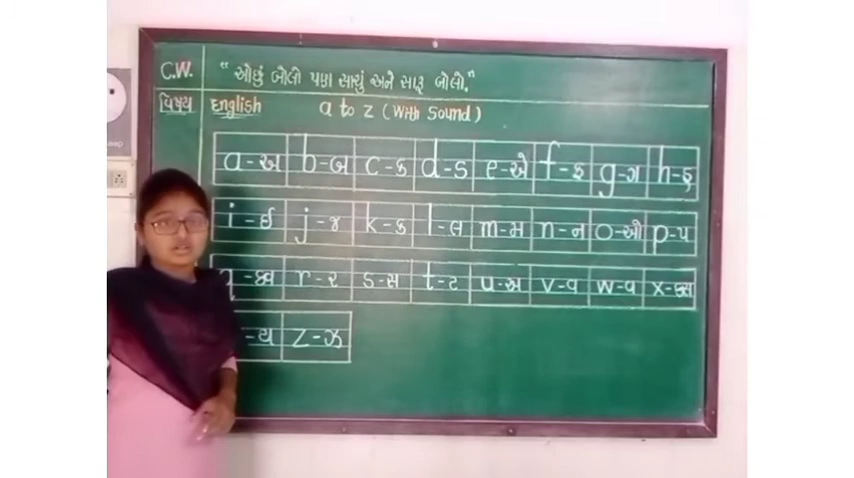 C.W. "ઓછું બોલો પણ સાચું અને સારૂ બોલો."
વિષય English a to z (With Sound)
a-અ b-બ c-ક d-ડ e-એ f-ફ g-ગ h-હ
i-ઈ j-જ k-ક l-લ m-મ n-ન o-ઓ p-પ
q-ક્વ r-ર s-સ t-ટ u-અ v-વ w-વ x-ક્સ
-ય z-ઝ